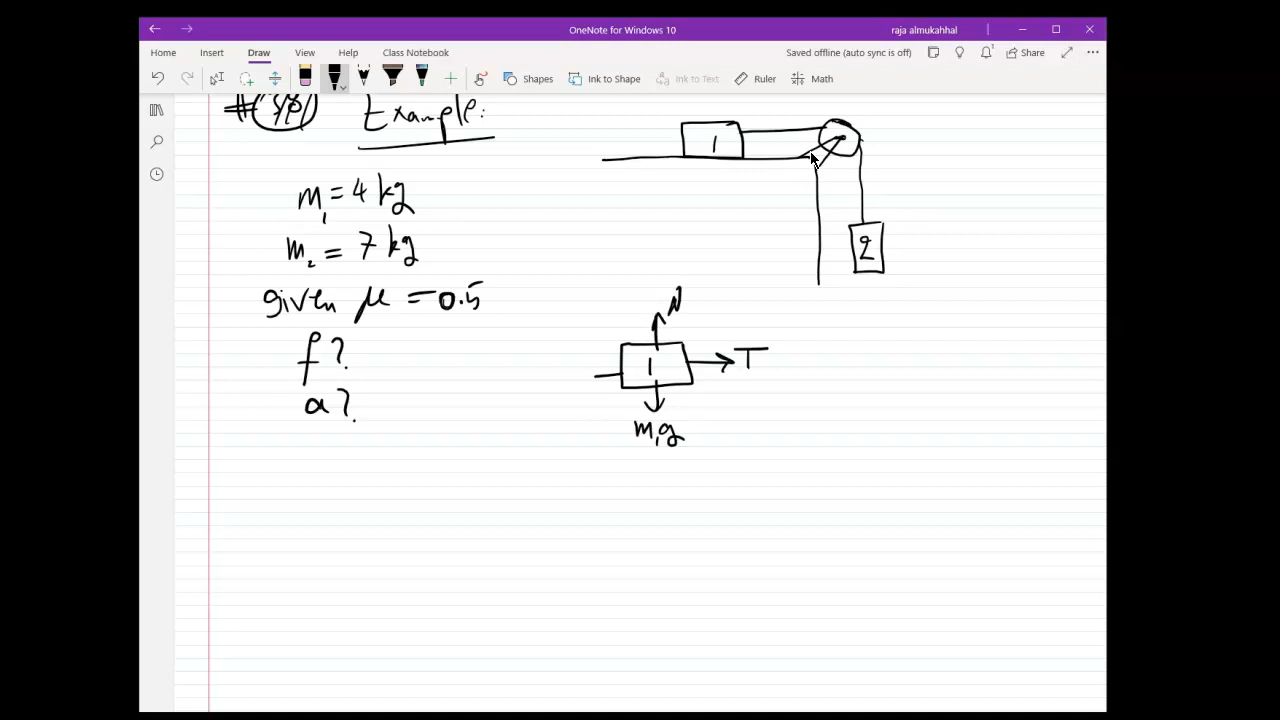 OneNote for Windows 10
raja almukahhal
Home Insert Draw View Help Class Notebook
Saved offline (auto sync is off)
Share
Shapes
Ink to Shape
Ink to Text
Ruler
Math
Example:
1
m₁ = 4 kg
m₂ = 7 kg
2
given μ = 0.5
N
f?
1
T
a?
m₁g